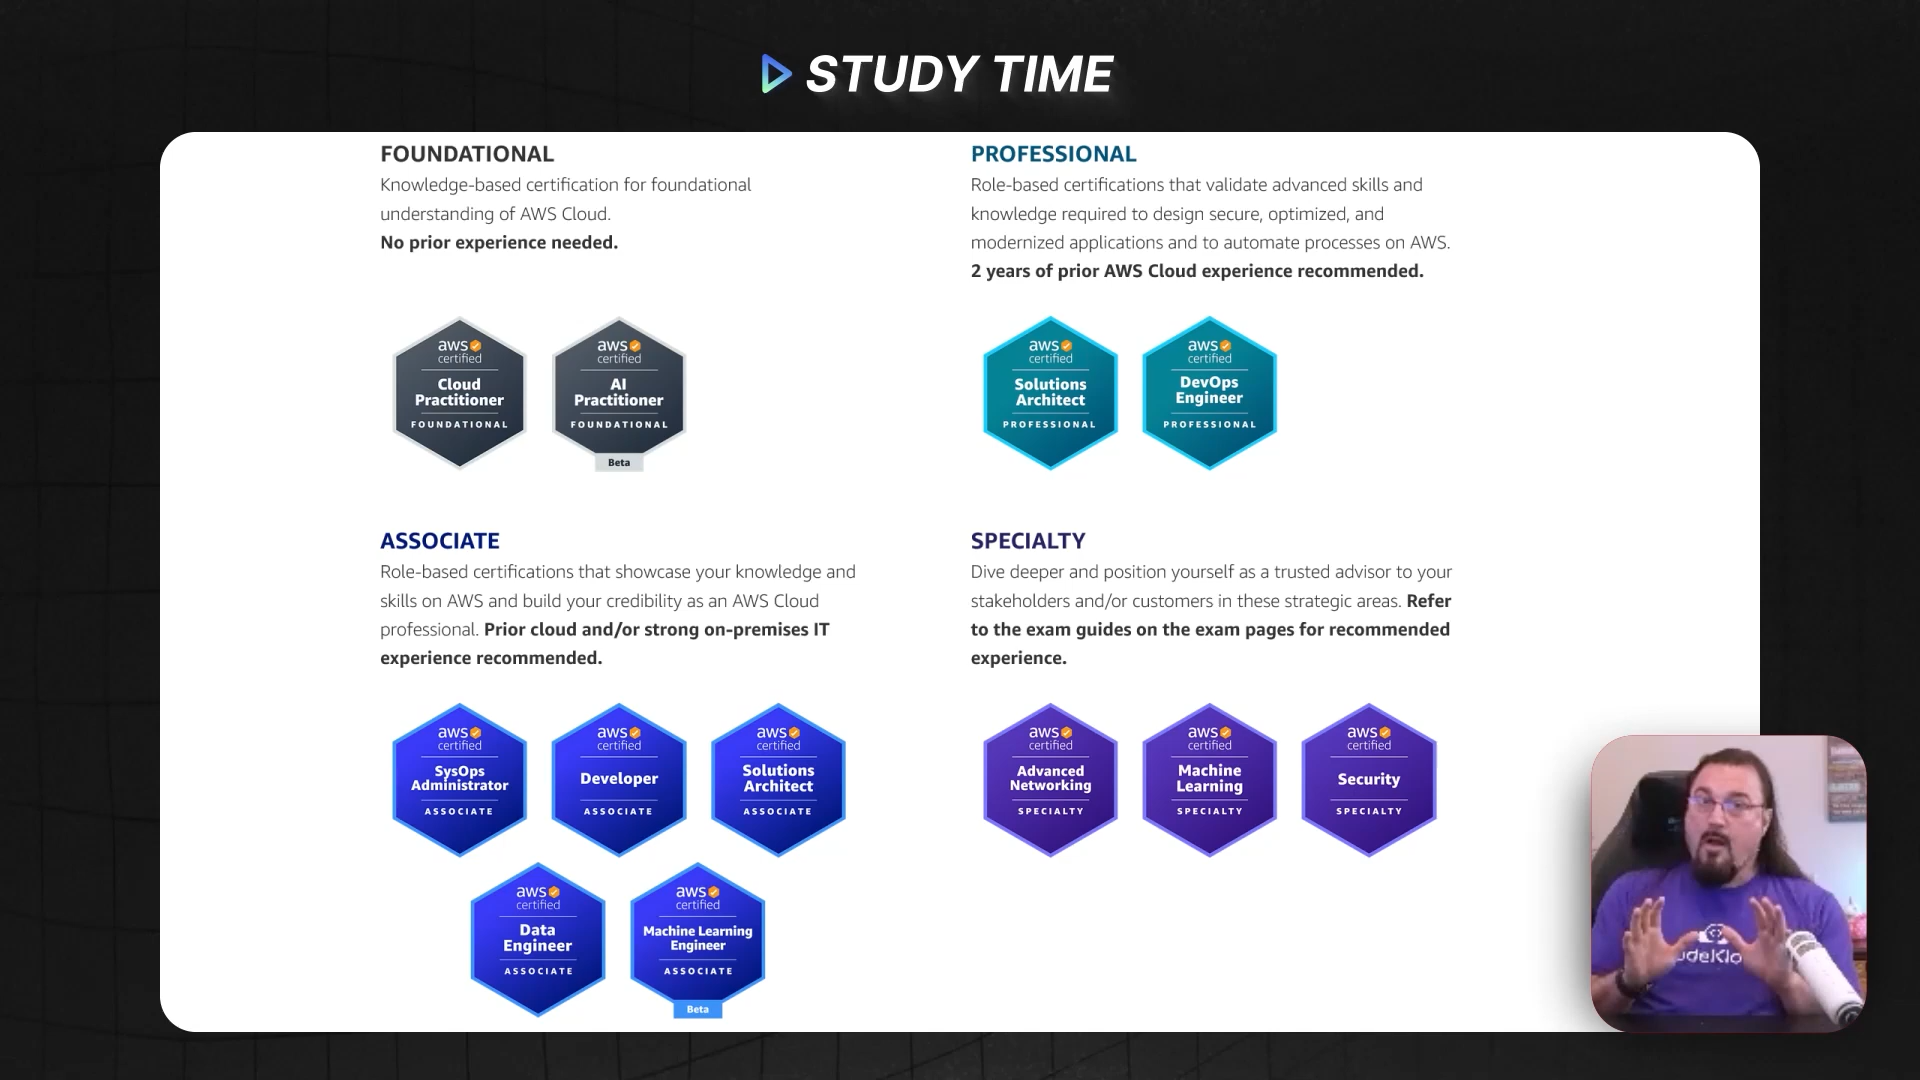 STUDY TIME
FOUNDATIONAL
Knowledge-based certification for foundational
understanding of AWS Cloud.
No prior experience needed.
aws
certified
Cloud
Practitioner
FOUNDATIONAL
aws
certified
AI
Practitioner
FOUNDATIONAL
Beta
PROFESSIONAL
Role-based certifications that validate advanced skills and
knowledge required to design secure, optimized, and
modernized applications and to automate processes on AWS.
2 years of prior AWS Cloud experience recommended.
aws
certified
Solutions
Architect
PROFESSIONAL
aws
certified
DevOps
Engineer
PROFESSIONAL
ASSOCIATE
Role-based certifications that showcase your knowledge and
skills on AWS and build your credibility as an AWS Cloud
professional. Prior cloud and/or strong on-premises IT
experience recommended.
aws
certified
SysOps
Administrator
ASSOCIATE
aws
certified
Developer
ASSOCIATE
aws
certified
Solutions
Architect
ASSOCIATE
aws
certified
Data
Engineer
ASSOCIATE
aws
certified
Machine Learning
Engineer
ASSOCIATE
Beta
SPECIALTY
Dive deeper and position yourself as a trusted advisor to your
stakeholders and/or customers in these strategic areas. Refer
to the exam guides on the exam pages for recommended
experience.
aws
certified
Advanced
Networking
SPECIALTY
aws
certified
Machine
Learning
SPECIALTY
aws
certified
Security
SPECIALTY